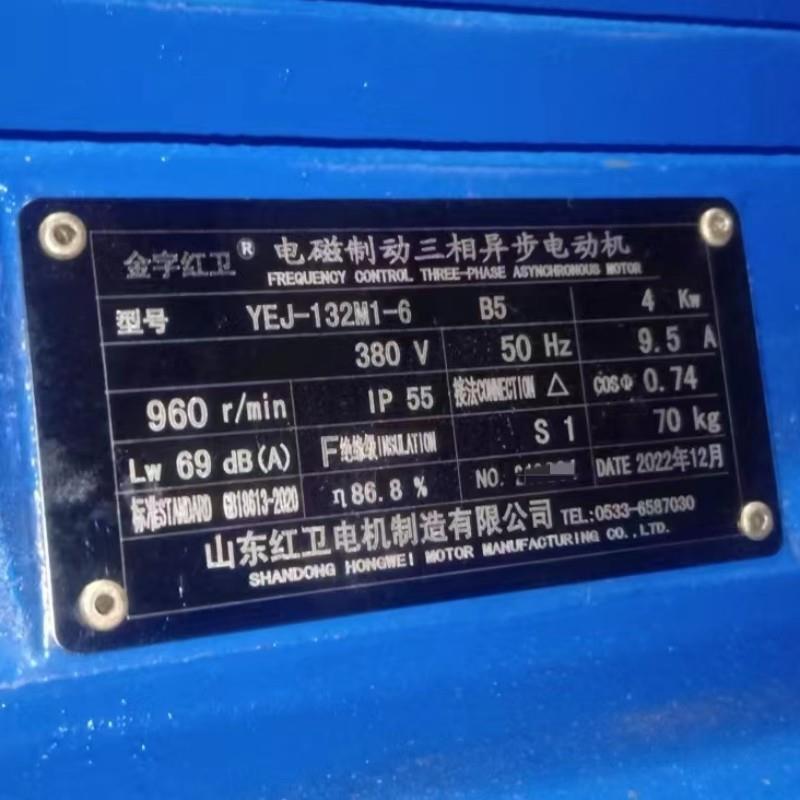 金字红卫® 电磁制动三相异步电动机
FREQUENCY CONTROL THREE-PHASE ASYNCHRONOUS MOTOR
型号 YEJ-132M1-6 B5 4 Kw
380 V 50 Hz 9.5 A
960 r/min IP 55 接法CONNECTION △ COSΦ 0.74
Lw 69 dB(A) F绝缘级INSULATION S 1 70 kg
标准STANDARD GB18613-2020 η86.8 % NO. DATE 2022年12月
山东红卫电机制造有限公司 TEL:0533-6587030
SHANDONG HONGWEI MOTOR MANUFACTURING CO.,LTD.